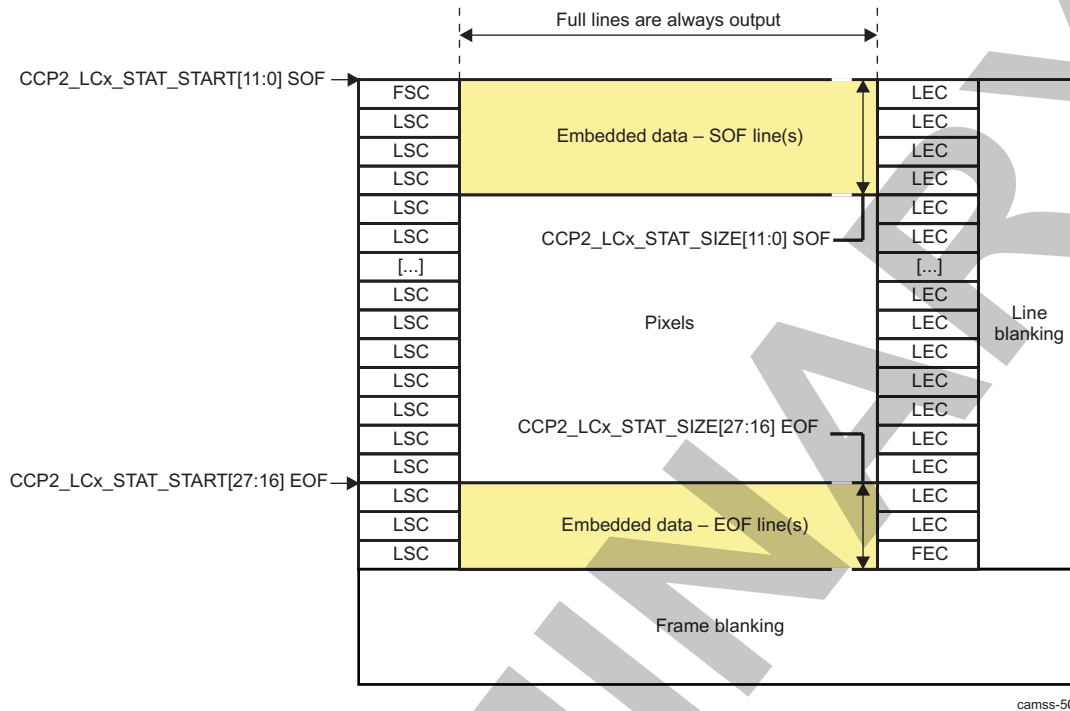 Full lines are always output
CCP2_LCx_STAT_START[11:0] SOF
FSC LEC
LSC LEC
Embedded data – SOF line(s)
LSC LEC
LSC LEC
LSC LEC
LSC CCP2_LCx_STAT_SIZE[11:0] SOF LEC
[...] [...]
LSC LEC
Line
blanking
LSC Pixels LEC
LSC LEC
LSC LEC
LSC LEC
CCP2_LCx_STAT_SIZE[27:16] EOF
LSC LEC
LSC LEC
CCP2_LCx_STAT_START[27:16] EOF
LSC LEC
LSC Embedded data – EOF line(s) LEC
LSC FEC
Frame blanking